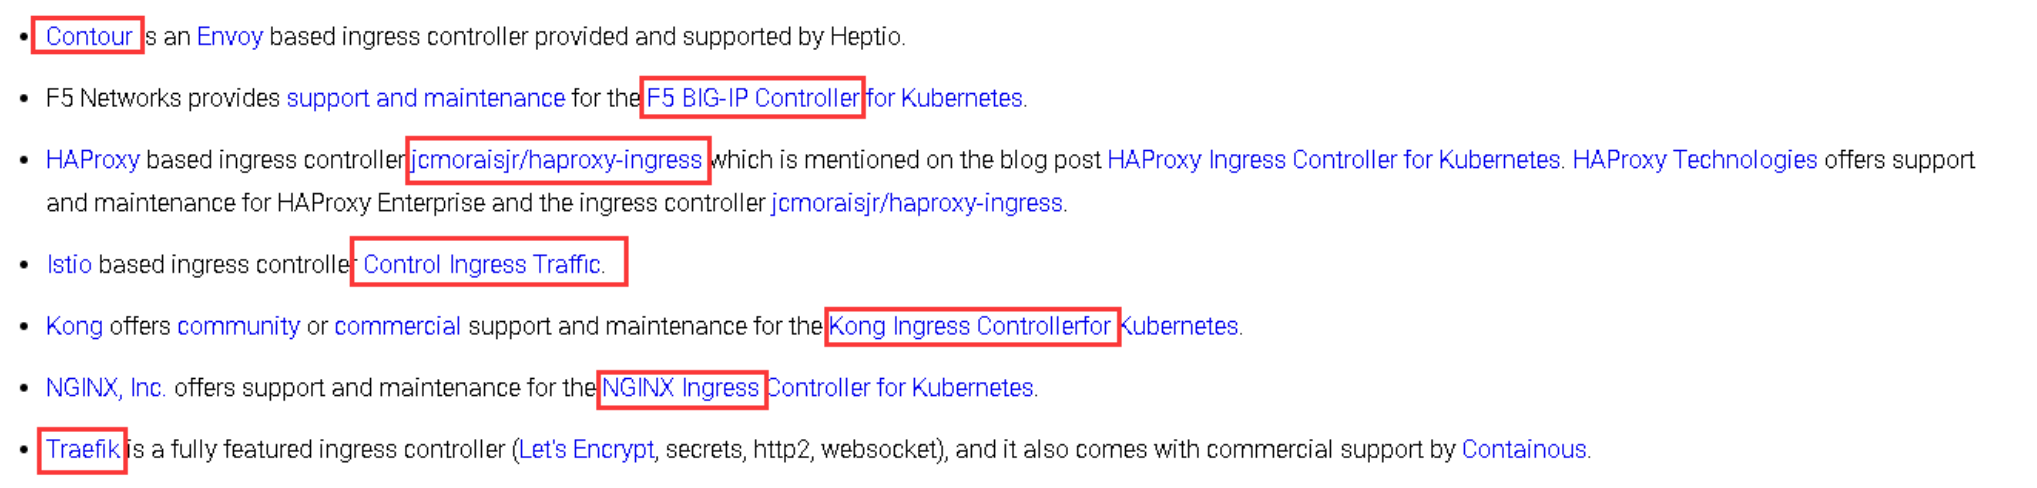 • Contour is an Envoy based ingress controller provided and supported by Heptio.
• F5 Networks provides support and maintenance for the F5 BIG-IP Controller for Kubernetes.
• HAProxy based ingress controller jcmoraisjr/haproxy-ingress which is mentioned on the blog post HAProxy Ingress Controller for Kubernetes. HAProxy Technologies offers support
and maintenance for HAProxy Enterprise and the ingress controller jcmoraisjr/haproxy-ingress.
• Istio based ingress controller Control Ingress Traffic.
• Kong offers community or commercial support and maintenance for the Kong Ingress Controllerfor Kubernetes.
• NGINX, Inc. offers support and maintenance for the NGINX Ingress Controller for Kubernetes.
• Traefik is a fully featured ingress controller (Let's Encrypt, secrets, http2, websocket), and it also comes with commercial support by Containous.